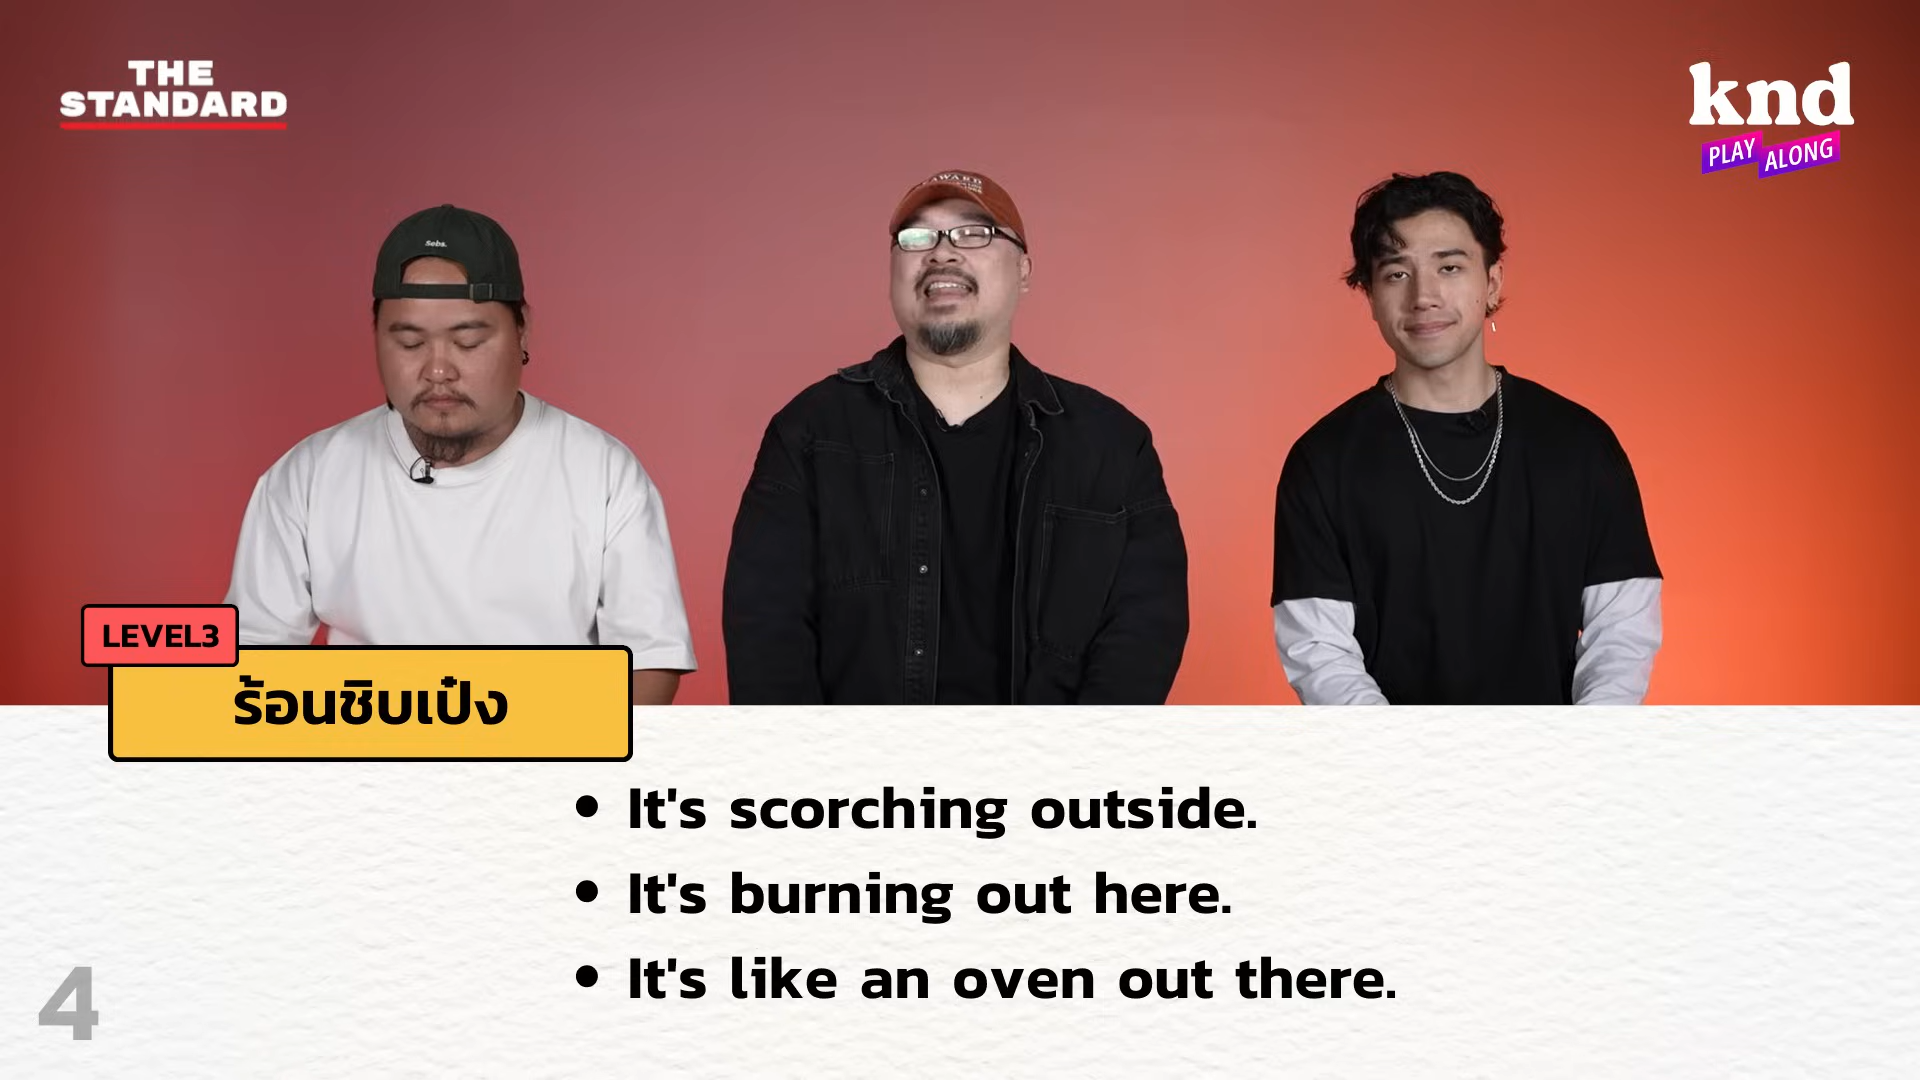 THE
STANDARD
knd
PLAY ALONG
Sobs.
LEVEL3
ร้อนชิบเป๋ง
• It's scorching outside.
• It's burning out here.
• It's like an oven out there.
4